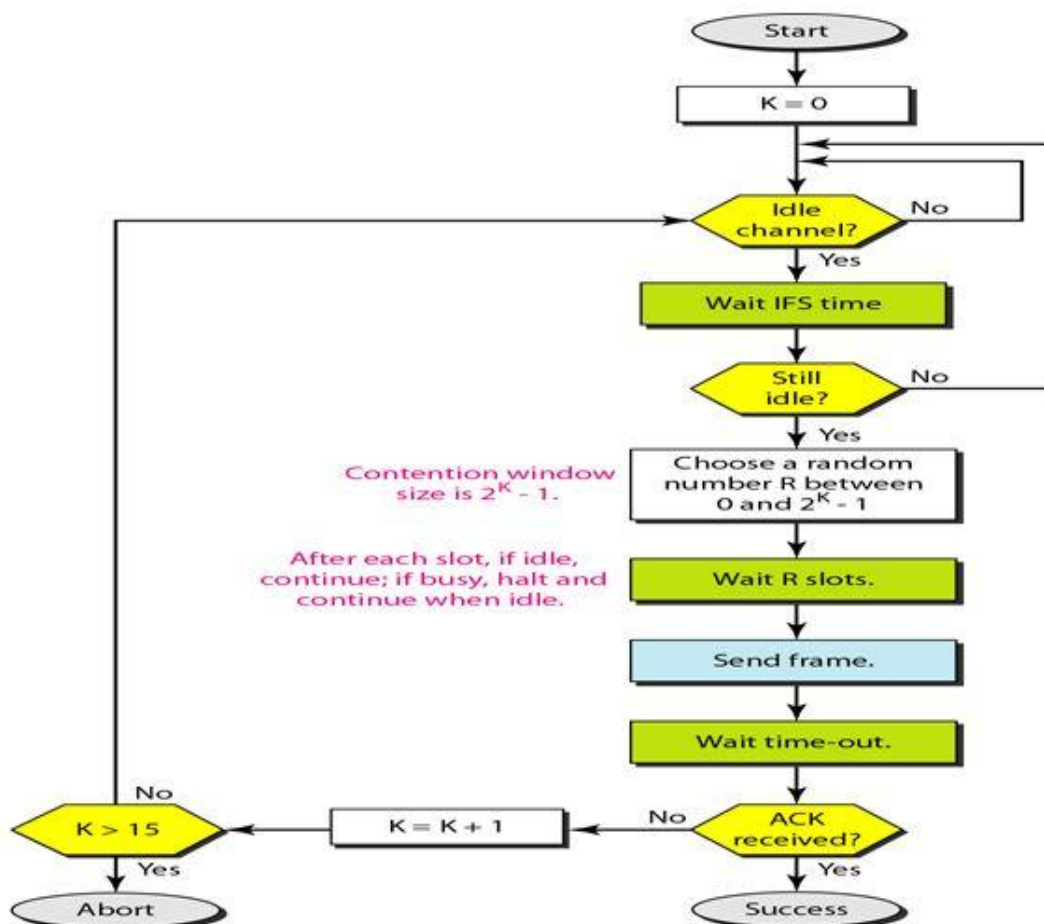 Start
K = 0
Idle
channel?
No
Yes
Wait IFS time
Still
idle?
No
Yes
Contention window
size is 2^K - 1.
Choose a random
number R between
0 and 2^K - 1
After each slot, if idle,
continue; if busy, halt and
continue when idle.
Wait R slots.
Send frame.
Wait time-out.
ACK
received?
No
Yes
K = K + 1
K > 15
No
Yes
Abort
Success